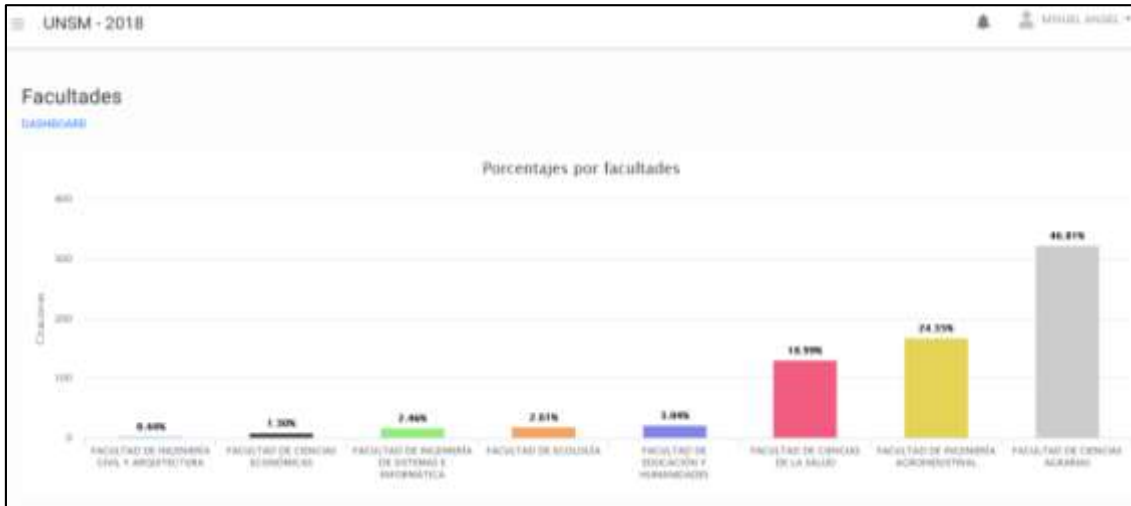 UNSM - 2018
MIGUEL ANGEL
Facultades
DASHBOARD
Porcentajes por facultades
400
300
200
100
0
Citaciones
1.30%
2.46%
2.61%
3.04%
18.99%
24.35%
46.81%
FACULTAD DE INGENIERÍA
CIVIL Y ARQUITECTURA
FACULTAD DE CIENCIAS
ECONÓMICAS
FACULTAD DE INGENIERÍA
DE SISTEMAS E
INFORMÁTICA
FACULTAD DE ECOLOGÍA
FACULTAD DE
EDUCACIÓN Y
HUMANIDADES
FACULTAD DE CIENCIAS
DE LA SALUD
FACULTAD DE INGENIERÍA
AGROINDUSTRIAL
FACULTAD DE CIENCIAS
AGRARIAS